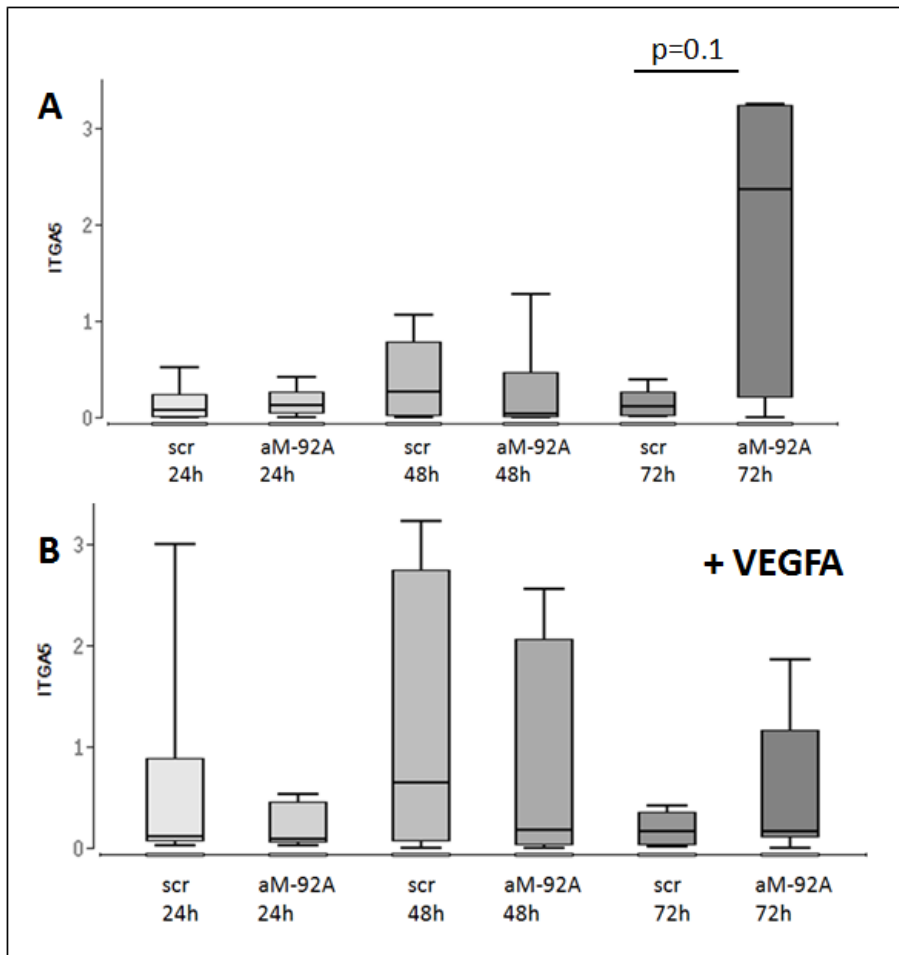 p=0.1
A
3
2
1
0
ITGA5
scr aM-92A scr aM-92A scr aM-92A
24h 24h 48h 48h 72h 72h
B
+ VEGFA
3
2
1
0
ITGA5
scr aM-92A scr aM-92A scr aM-92A
24h 24h 48h 48h 72h 72h